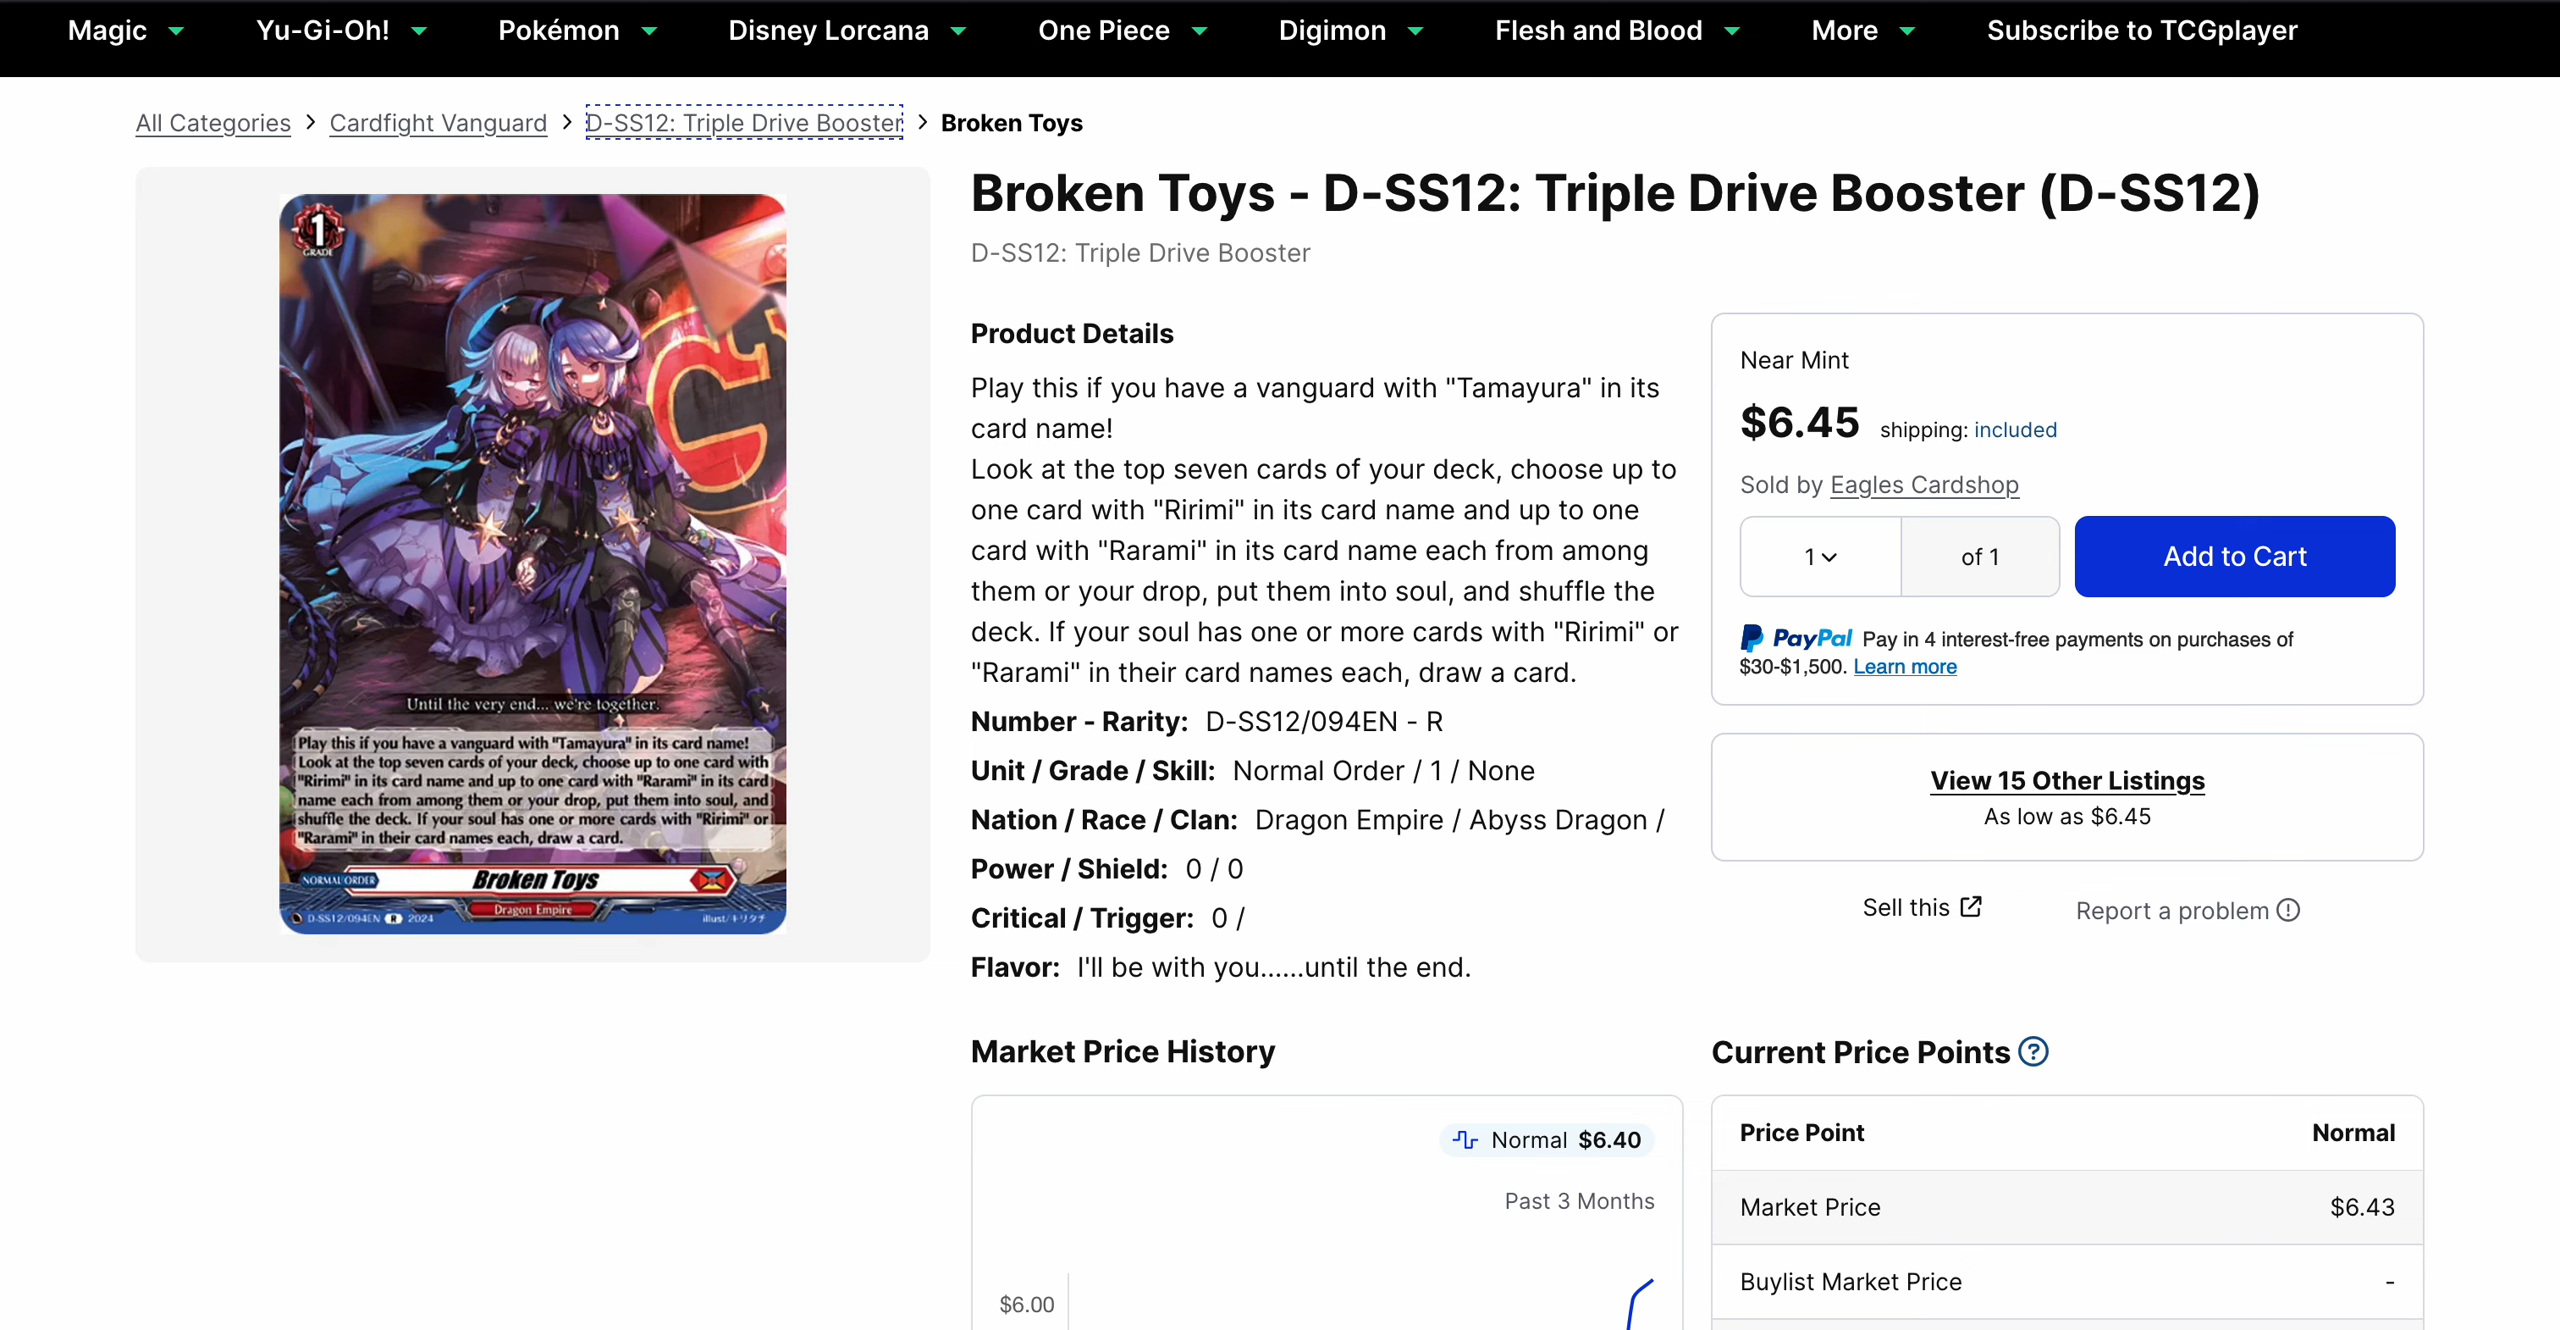 Magic Yu-Gi-Oh! Pokémon Disney Lorcana One Piece Digimon Flesh and Blood More Subscribe to TCGplayer
All Categories > Cardfight Vanguard > D-SS12: Triple Drive Booster > Broken Toys
1
GRADE
Until the very end... we're together.
Play this if you have a vanguard with "Tamayura" in its card name!
Look at the top seven cards of your deck, choose up to one card with
"Ririmi" in its card name and up to one card with "Rarami" in its card
name each from among them or your drop, put them into soul, and
shuffle the deck. If your soul has one or more cards with "Ririmi" or
"Rarami" in their card names each, draw a card.
NORMAL ORDER
Broken Toys
Dragon Empire
D-SS12/094EN R 2024
illust/トリタチ
Broken Toys - D-SS12: Triple Drive Booster (D-SS12)
D-SS12: Triple Drive Booster
Product Details
Play this if you have a vanguard with "Tamayura" in its
card name!
Look at the top seven cards of your deck, choose up to
one card with "Ririmi" in its card name and up to one
card with "Rarami" in its card name each from among
them or your drop, put them into soul, and shuffle the
deck. If your soul has one or more cards with "Ririmi" or
"Rarami" in their card names each, draw a card.
Number - Rarity: D-SS12/094EN - R
Unit / Grade / Skill: Normal Order / 1 / None
Nation / Race / Clan: Dragon Empire / Abyss Dragon /
Power / Shield: 0 / 0
Critical / Trigger: 0 /
Flavor: I'll be with you......until the end.
Near Mint
$6.45 shipping: included
Sold by Eagles Cardshop
1 of 1 Add to Cart
PayPal Pay in 4 interest-free payments on purchases of
$30-$1,500. Learn more
View 15 Other Listings
As low as $6.45
Sell this Report a problem
Market Price History
Normal $6.40
Past 3 Months
$6.00
Current Price Points ?
Price Point Normal
Market Price $6.43
Buylist Market Price -